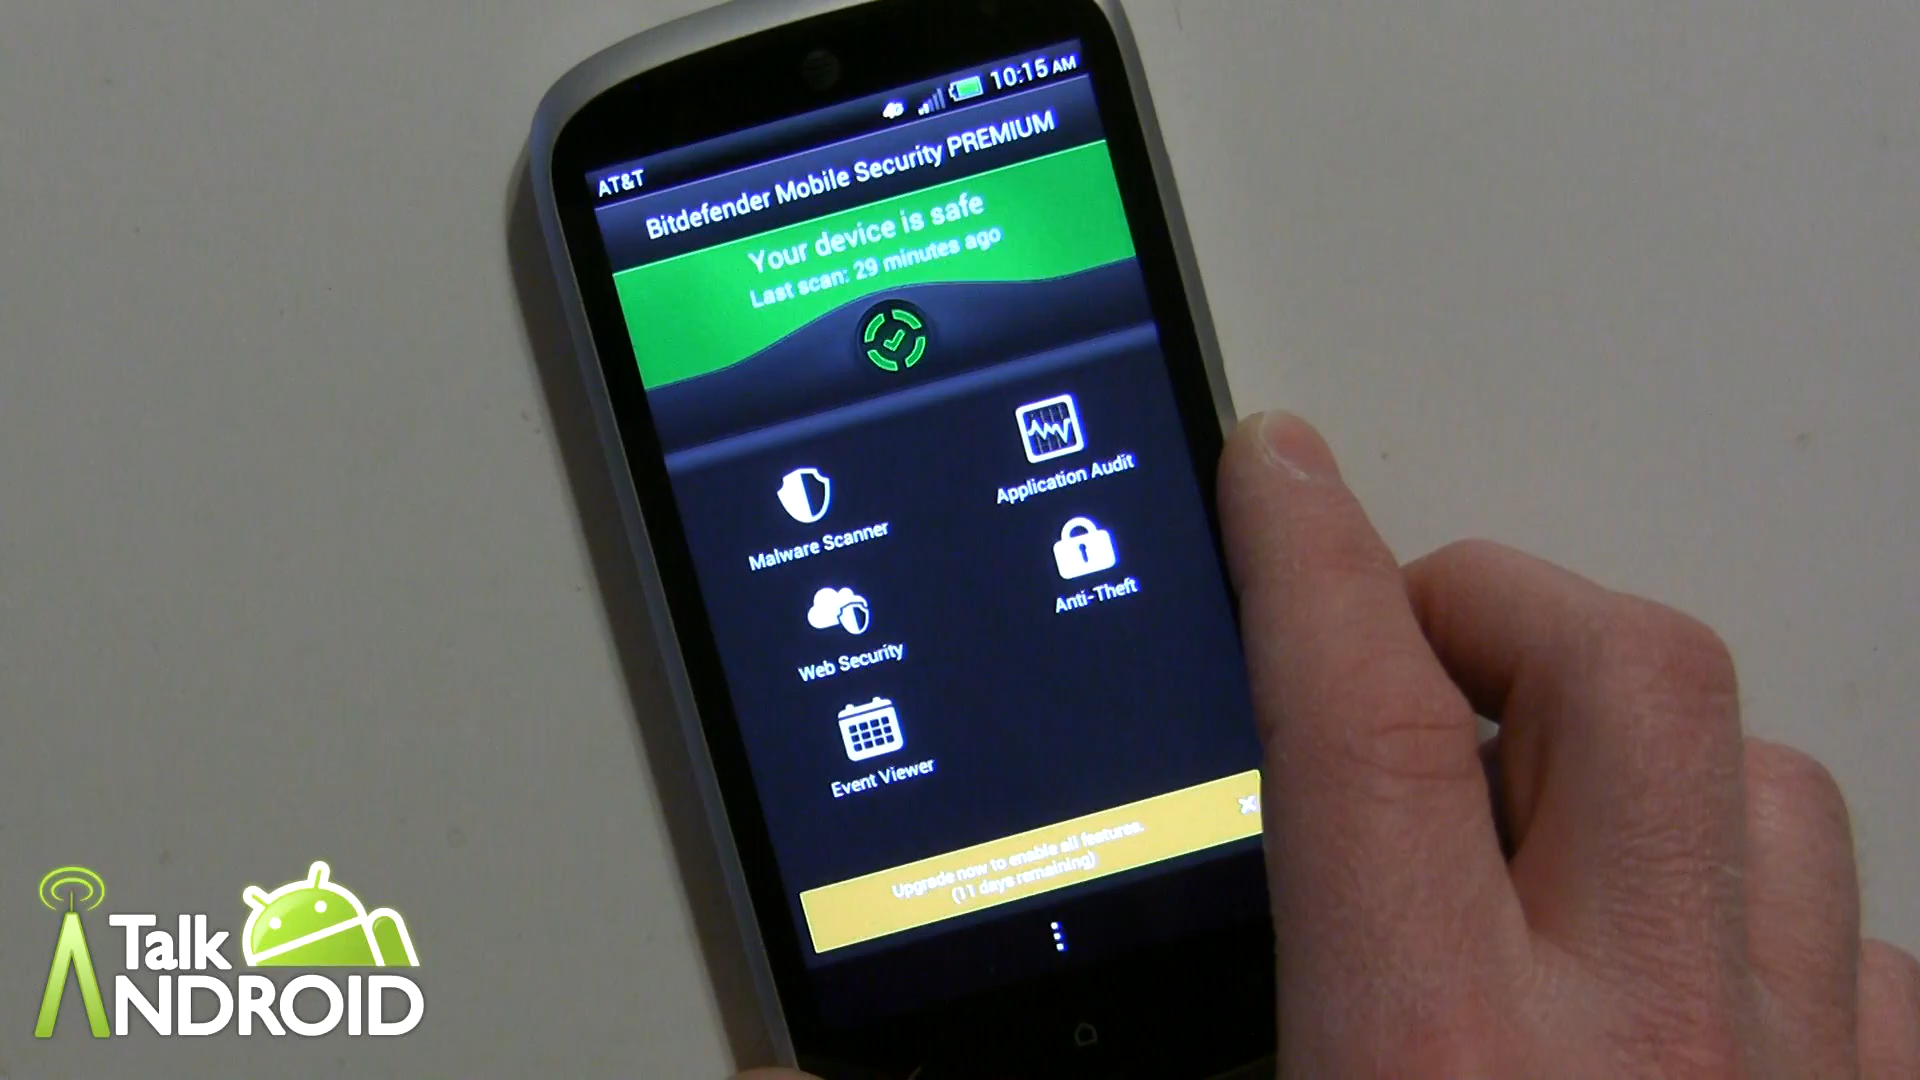 AT&T
10:15 AM
Bitdefender Mobile Security PREMIUM
Your device is safe
Last scan: 29 minutes ago
Malware Scanner
Application Audit
Web Security
Anti-Theft
Event Viewer
Upgrade now to enable all features.
(11 days remaining)
Talk
ANDROID